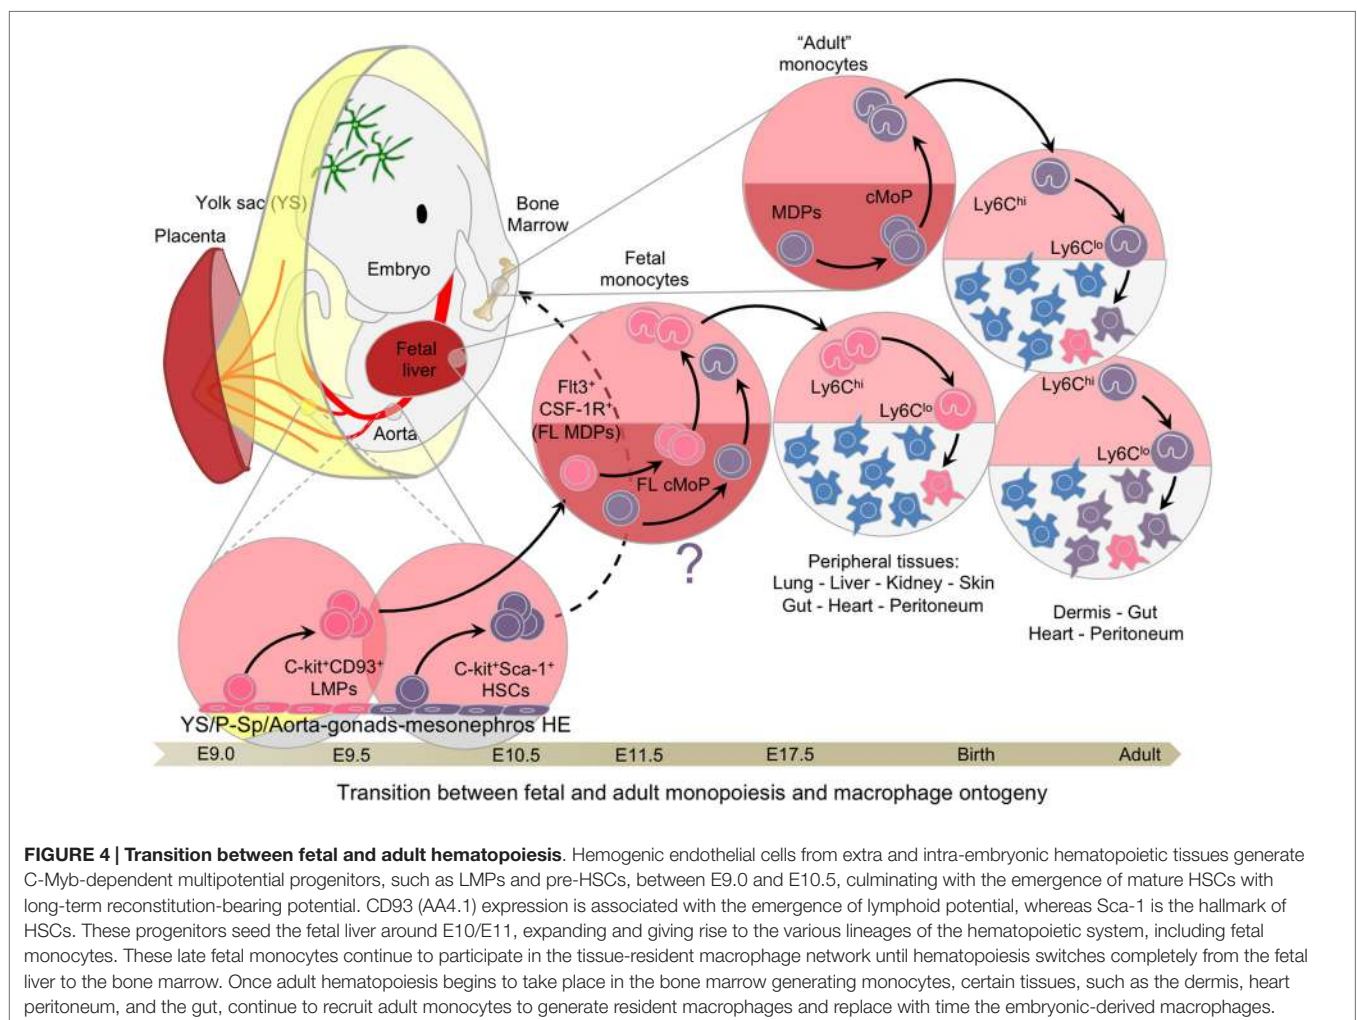 "Adult"
monocytes
Yolk sac (YS)
Placenta
Bone
Marrow
Embryo
Fetal
liver
Aorta
Fetal
monocytes
MDPs
cMoP
Ly6Chi
Ly6Clo
Flt3+
CSF-1R+
(FL MDPs)
FL cMoP
?
Ly6Chi
Ly6Clo
Ly6Chi
Ly6Clo
Peripheral tissues:
Lung - Liver - Kidney - Skin
Gut - Heart - Peritoneum
Dermis - Gut
Heart - Peritoneum
C-kit+CD93+
LMPs
C-kit+Sca-1+
HSCs
YS/P-Sp/Aorta-gonads-mesonephros HE
E9.0 E9.5 E10.5 E11.5 E17.5 Birth Adult
Transition between fetal and adult monopoiesis and macrophage ontogeny
FIGURE 4 | Transition between fetal and adult hematopoiesis. Hemogenic endothelial cells from extra and intra-embryonic hematopoietic tissues generate
C-Myb-dependent multipotential progenitors, such as LMPs and pre-HSCs, between E9.0 and E10.5, culminating with the emergence of mature HSCs with
long-term reconstitution-bearing potential. CD93 (AA4.1) expression is associated with the emergence of lymphoid potential, whereas Sca-1 is the hallmark of
HSCs. These progenitors seed the fetal liver around E10/E11, expanding and giving rise to the various lineages of the hematopoietic system, including fetal
monocytes. These late fetal monocytes continue to participate in the tissue-resident macrophage network until hematopoiesis switches completely from the fetal
liver to the bone marrow. Once adult hematopoiesis begins to take place in the bone marrow generating monocytes, certain tissues, such as the dermis, heart
peritoneum, and the gut, continue to recruit adult monocytes to generate resident macrophages and replace with time the embryonic-derived macrophages.